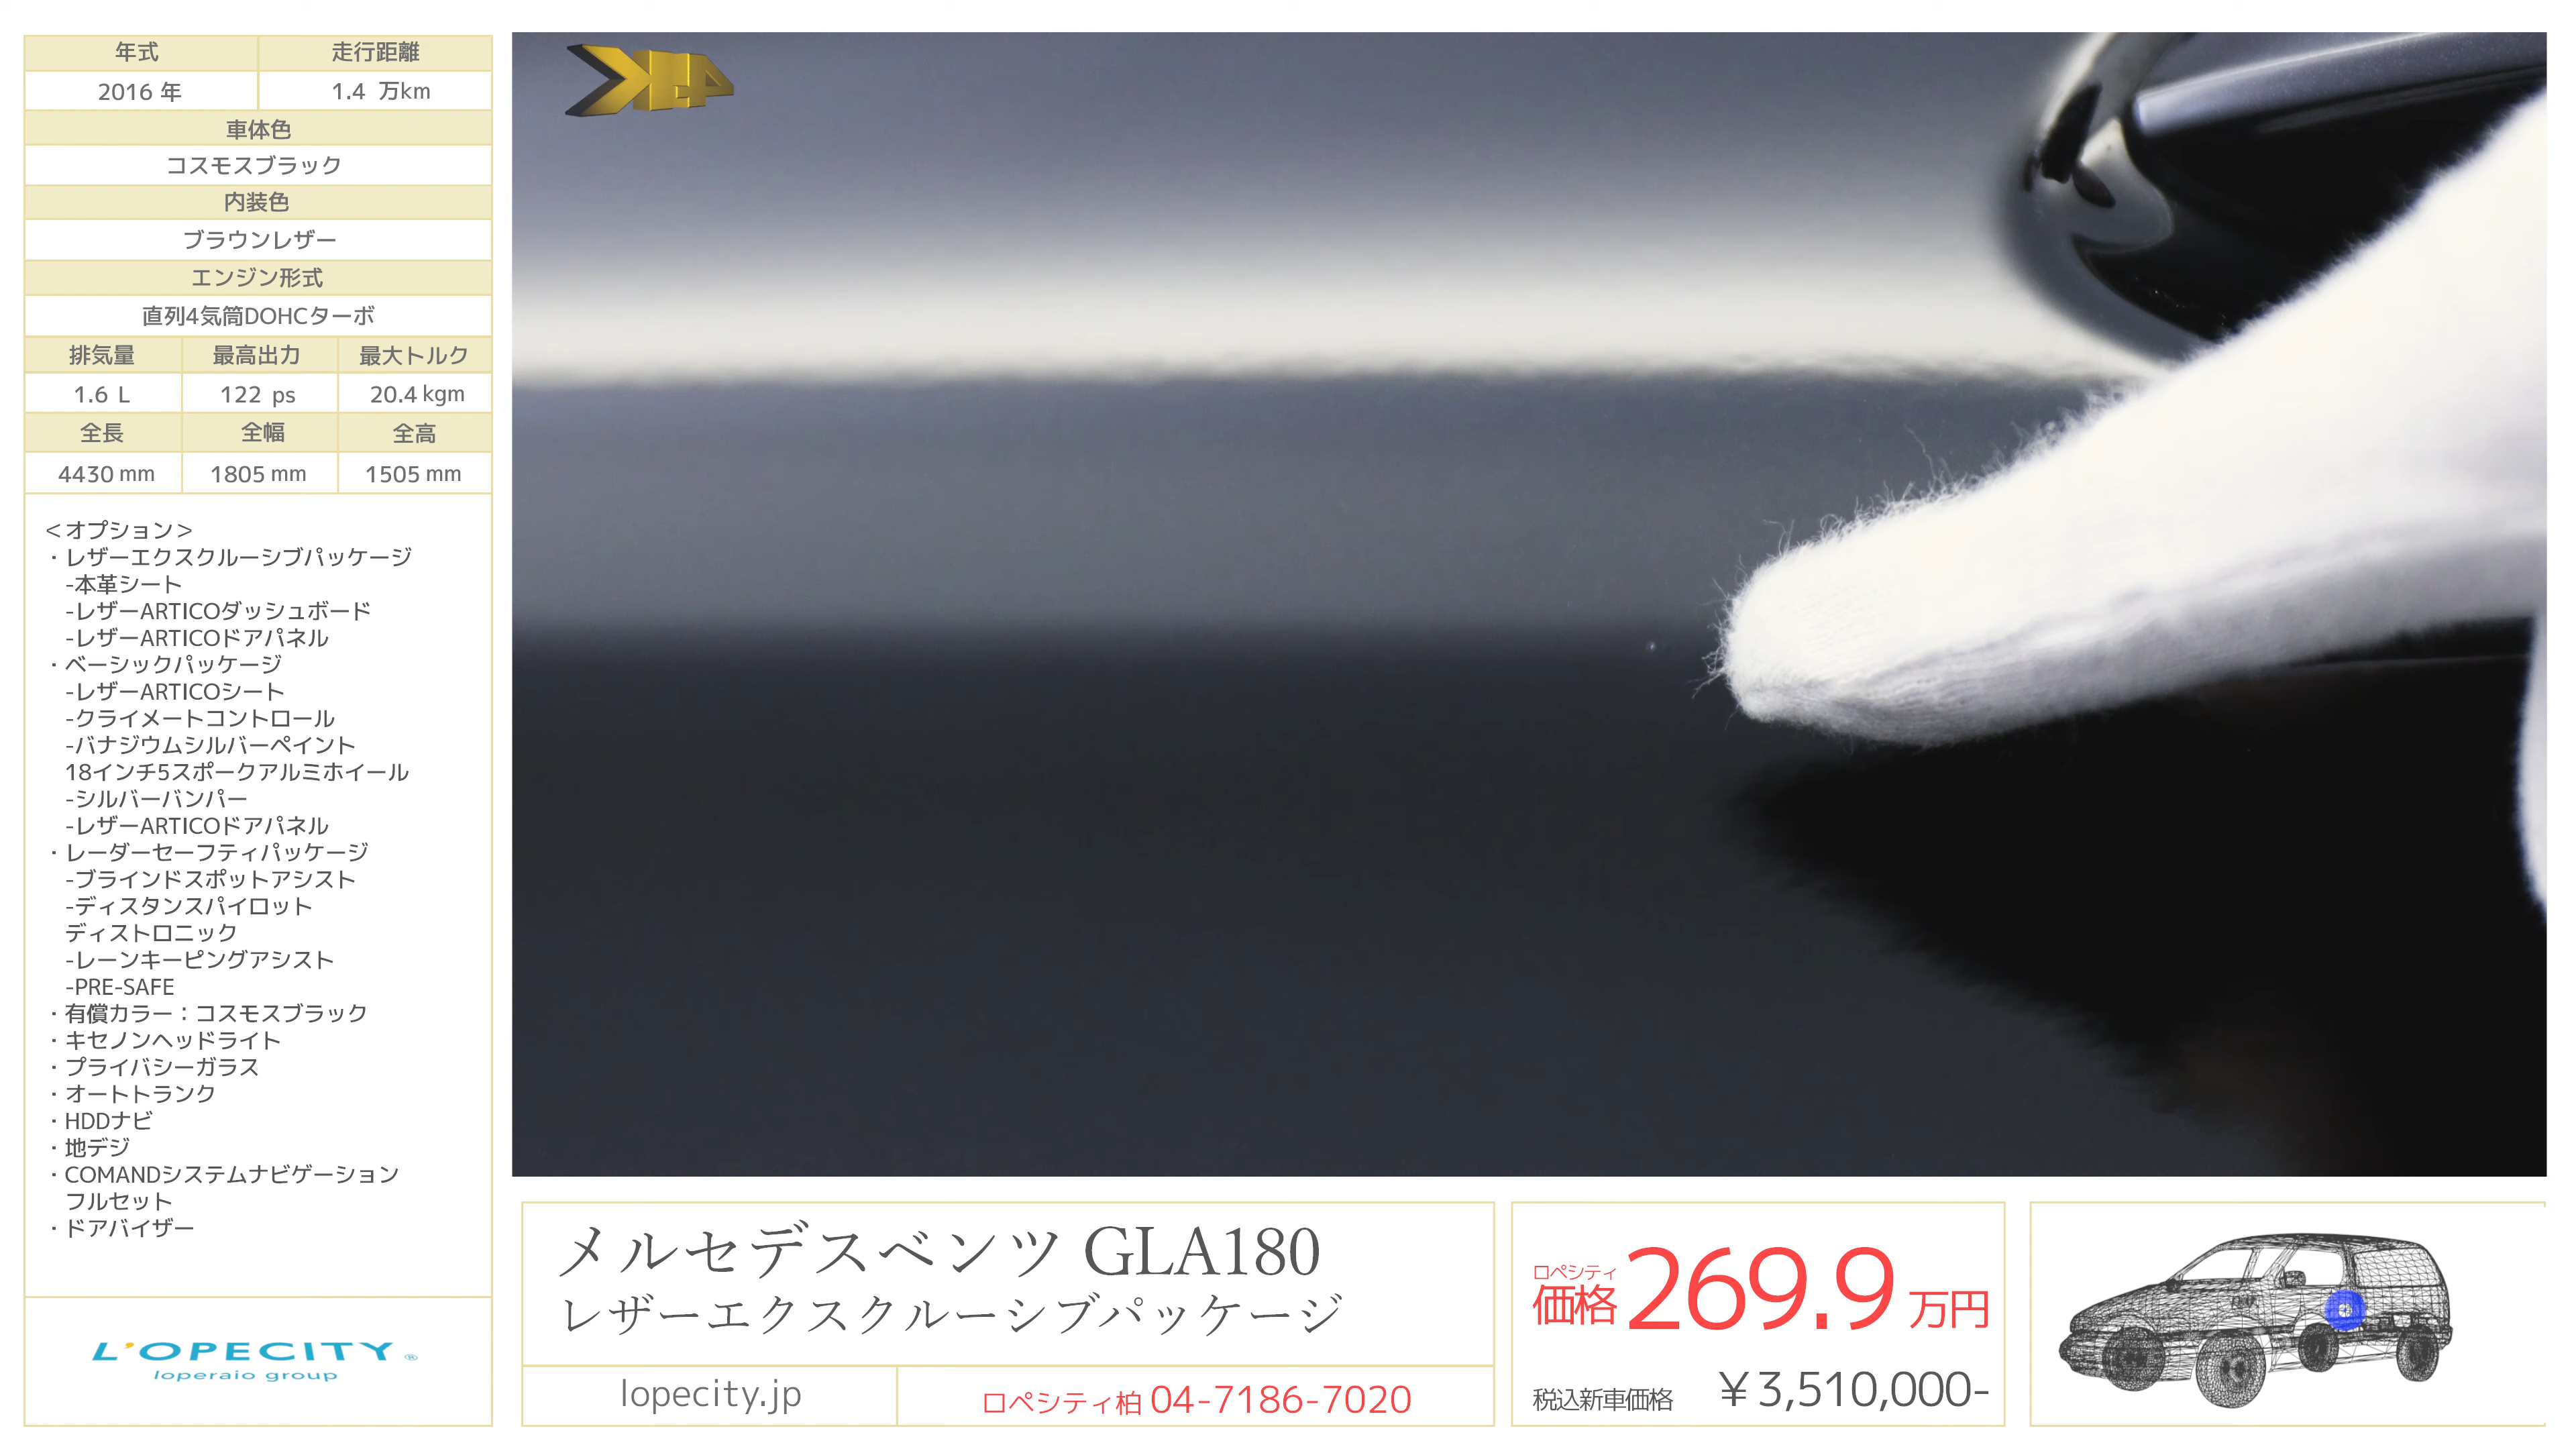 年式 走行距離
2016 年 1.4 万km
車体色
コスモスブラック
内装色
ブラウンレザー
エンジン形式
直列4気筒DOHCターボ
排気量 最高出力 最大トルク
1.6 L 122 ps 20.4 kgm
全長 全幅 全高
4430 mm 1805 mm 1505 mm
＜オプション＞
・レザーエクスクルーシブパッケージ
-本革シート
-レザーARTICOダッシュボード
-レザーARTICOドアパネル
・ベーシックパッケージ
-レザーARTICOシート
-クライメートコントロール
-バナジウムシルバーペイント
18インチ5スポークアルミホイール
-シルバーバンパー
-レザーARTICOドアパネル
・レーダーセーフティパッケージ
-ブラインドスポットアシスト
-ディスタンスパイロット
ディストロニック
-レーンキーピングアシスト
-PRE-SAFE
・有償カラー：コスモスブラック
・キセノンヘッドライト
・プライバシーガラス
・オートトランク
・HDDナビ
・地デジ
・COMANDシステムナビゲーション
フルセット
・ドアバイザー
L'OPECITY®
loperaio group
メルセデスベンツ GLA180
レザーエクスクルーシブパッケージ
lopecity.jp
ロペシティ柏 04-7186-7020
ロペシティ
価格 269.9 万円
税込新車価格 ￥3,510,000-